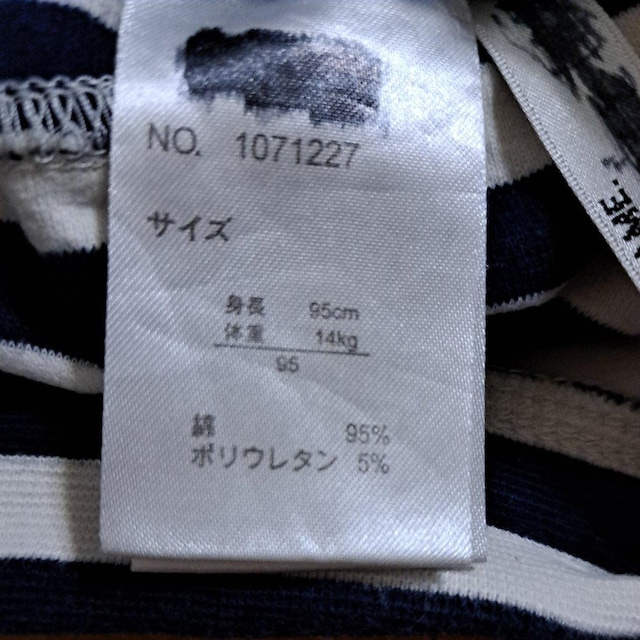 NO. 1071227
サイズ
身長 95cm
体重 14kg
95
綿 95%
ポリウレタン 5%